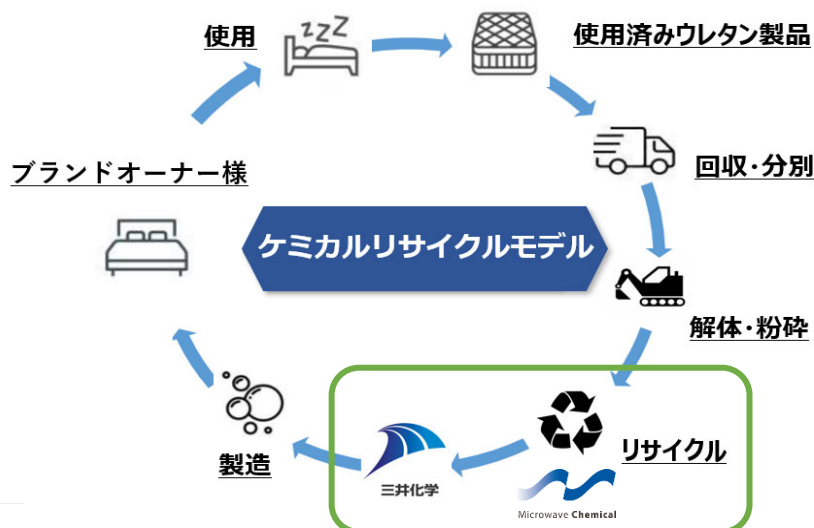 使用
zzZ
使用済みウレタン製品
回収・分別
ブランドオーナー様
ケミカルリサイクルモデル
解体・粉砕
リサイクル
製造
三井化学
Microwave Chemical